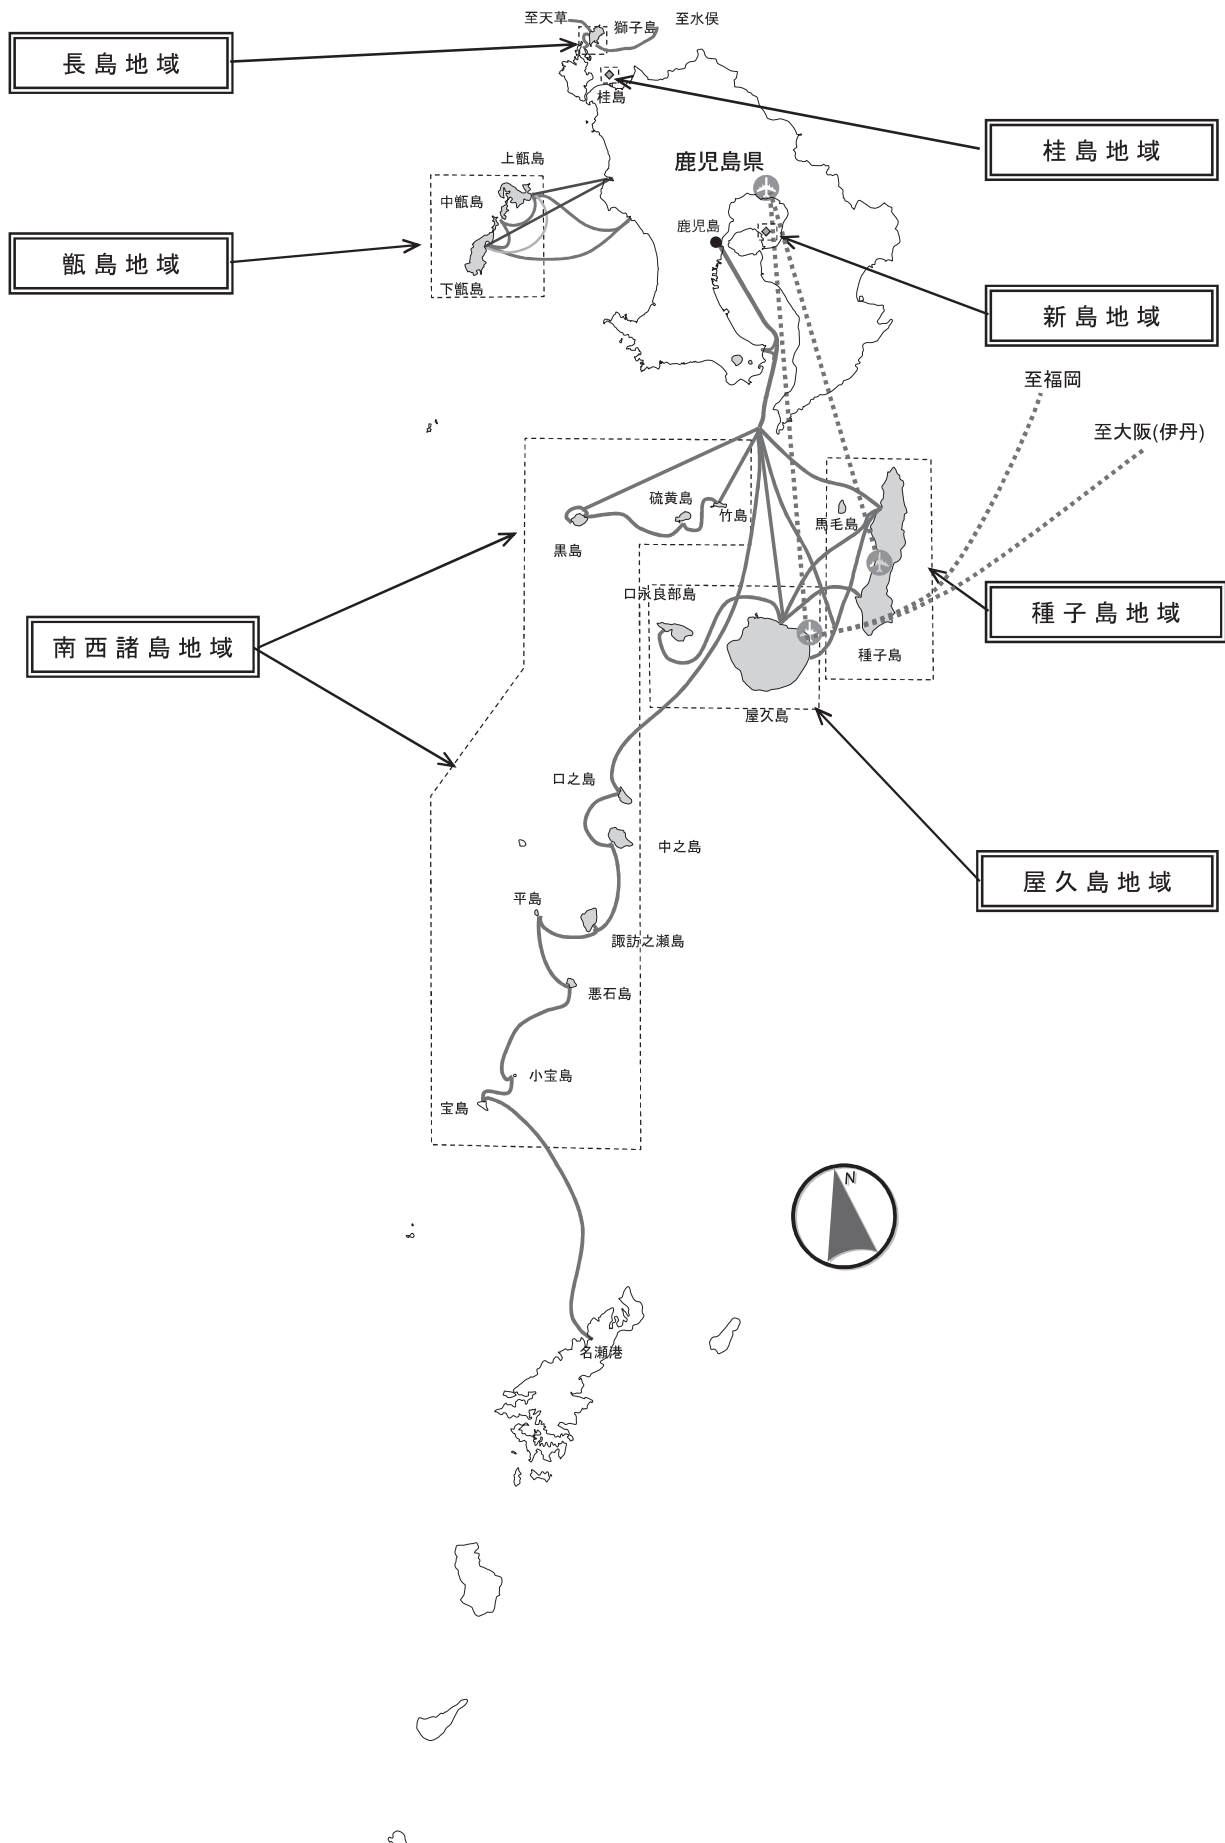 至天草
獅子島
至水俣
長島地域
桂島
桂島地域
上甑島
鹿児島県
中甑島
鹿児島
甑島地域
下甑島
新島地域
至福岡
至大阪(伊丹)
硫黄島
竹島
馬毛島
黒島
口永良部島
種子島地域
南西諸島地域
種子島
屋久島
口之島
中之島
屋久島地域
平島
諏訪之瀬島
悪石島
小宝島
宝島
N
名瀬港